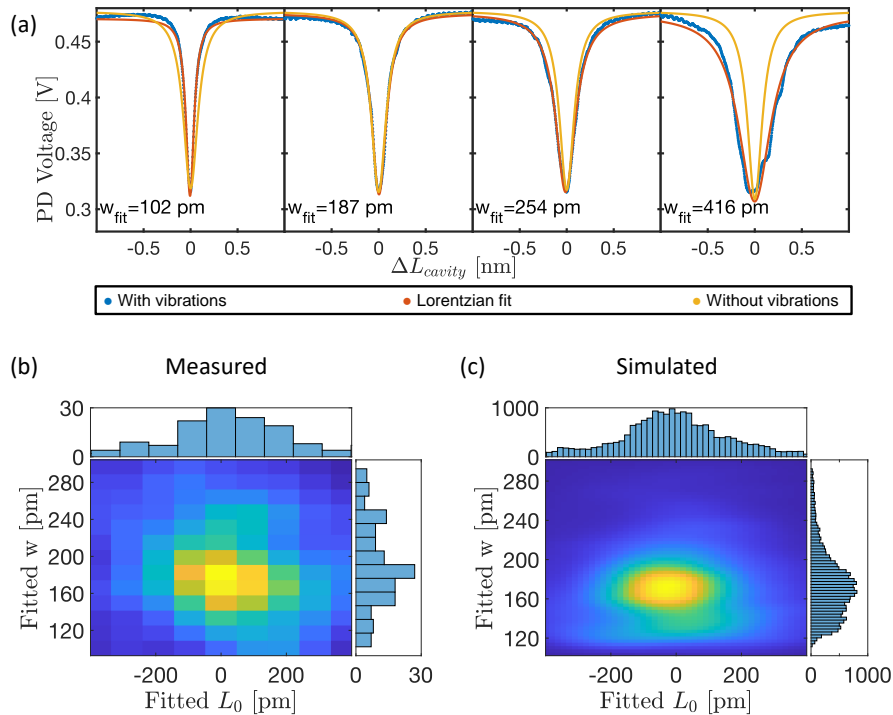 (a)
PD Voltage [V]
0.45
0.4
0.35
0.3
w_fit=102 pm
w_fit=187 pm
w_fit=254 pm
w_fit=416 pm
-0.5 0 0.5 -0.5 0 0.5 -0.5 0 0.5 -0.5 0 0.5
ΔL_cavity [nm]
With vibrations Lorentzian fit Without vibrations
(b) Measured
30
0
Fitted w [pm]
280
240
200
160
120
-200 0 200
0 30
Fitted L_0 [pm]
(c) Simulated
1000
0
Fitted w [pm]
280
200
160
120
-200 0 200 400
0 1000
Fitted L_0 [pm]